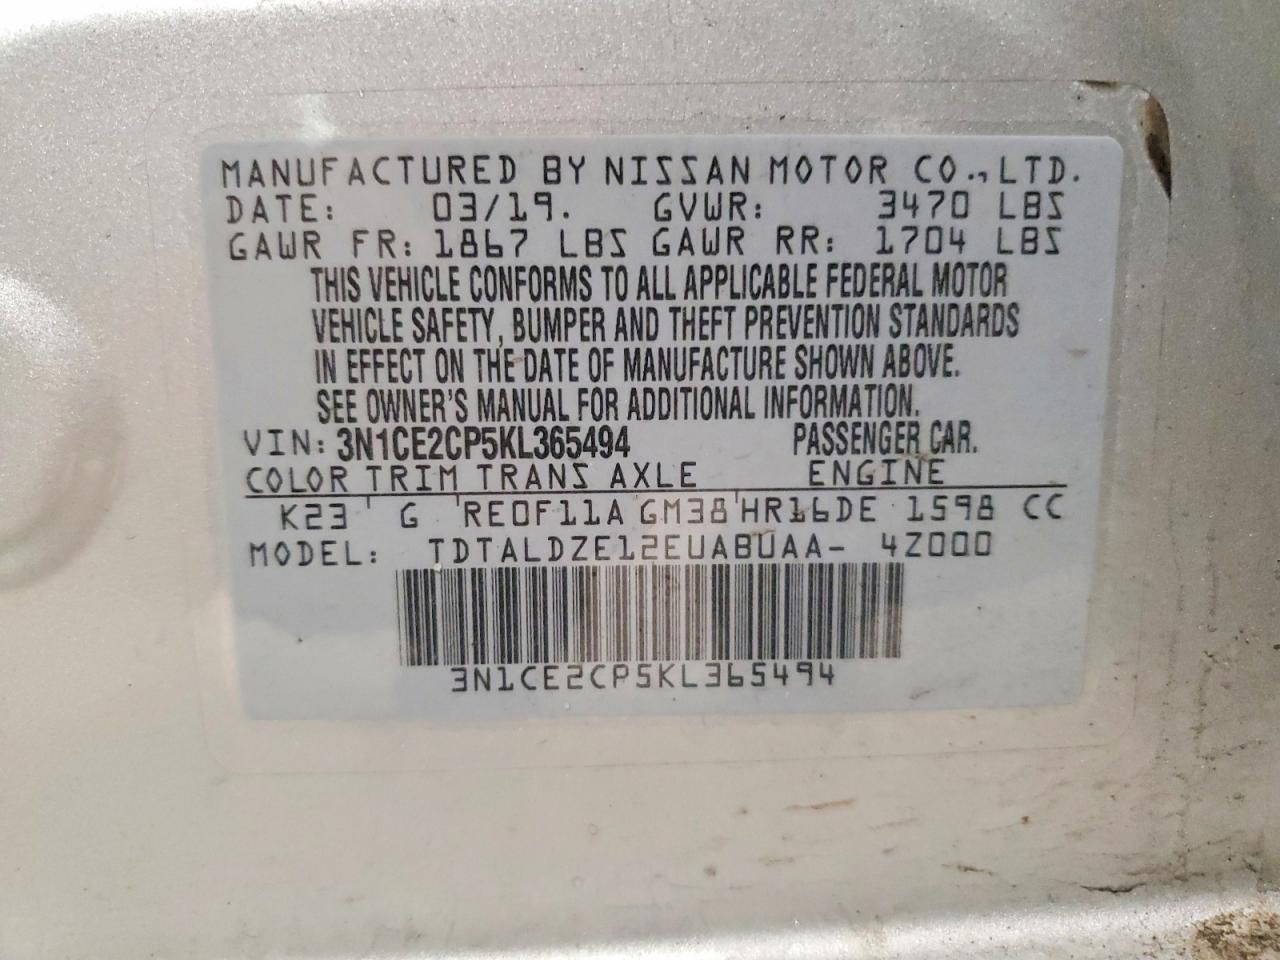 MANUFACTURED BY NISSAN MOTOR CO., LTD.
DATE: 03/19. GVWR: 3470 LBS
GAWR FR: 1867 LBS GAWR RR: 1704 LBS
THIS VEHICLE CONFORMS TO ALL APPLICABLE FEDERAL MOTOR
VEHICLE SAFETY, BUMPER AND THEFT PREVENTION STANDARDS
IN EFFECT ON THE DATE OF MANUFACTURE SHOWN ABOVE.
SEE OWNER'S MANUAL FOR ADDITIONAL INFORMATION.
VIN: 3N1CE2CP5KL365494 PASSENGER CAR.
COLOR TRIM TRANS AXLE ENGINE
K23 ' G ' RE0F11A GM38 ' HR16DE 1598 CC
MODEL: TDTALDZE12EUABUAA- 4Z000
3N1CE2CP5KL365494